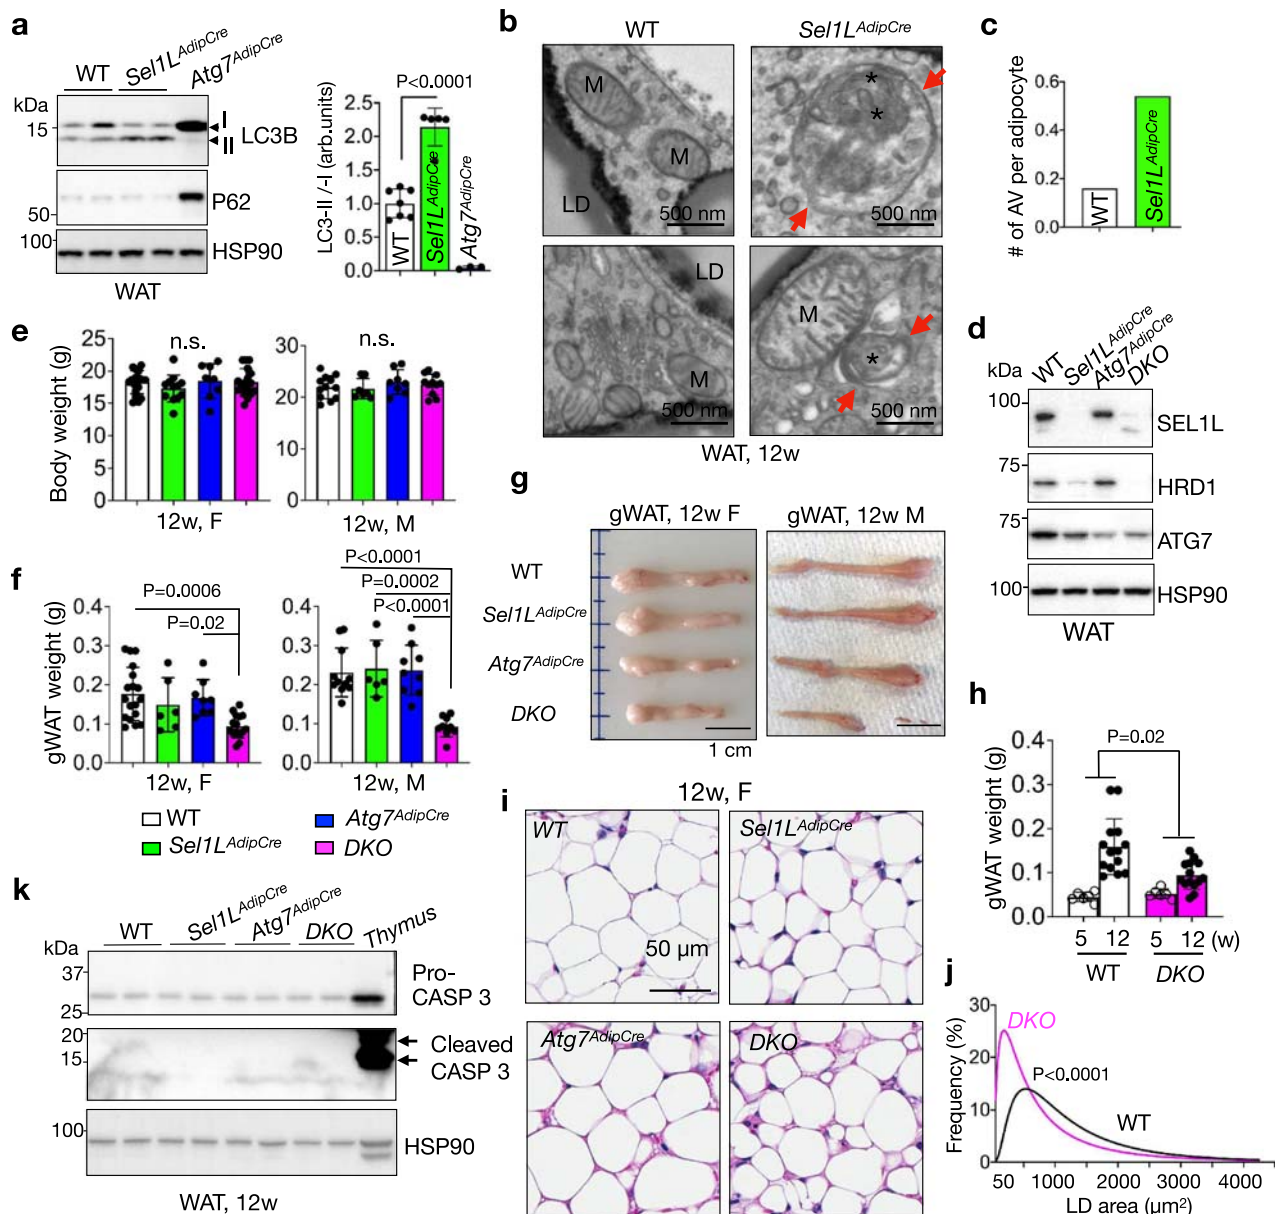 a
WT
Sel1L^AdipCre
Atg7^AdipCre
kDa
15
I
II
LC3B
50
P62
100
HSP90
WAT
P<0.0001
LC3-II /-I (arb.units)
2.5
2.0
1.5
1.0
0.5
0.0
WT
Sel1L^AdipCre
Atg7^AdipCre
b
WT
Sel1L^AdipCre
M
M
LD
500 nm
*
*
500 nm
LD
M
500 nm
M
*
500 nm
WAT, 12w
c
# of AV per adipocyte
0.6
0.4
0.2
0.0
WT
Sel1L^AdipCre
d
WT
Sel1L^AdipCre
Atg7^AdipCre
DKO
kDa
100
SEL1L
75
HRD1
75
ATG7
100
HSP90
WAT
e
Body weight (g)
25
20
15
10
5
0
n.s.
12w, F
30
20
10
0
n.s.
12w, M
f
gWAT weight (g)
0.4
0.3
0.2
0.1
0.0
P=0.0006
P=0.02
12w, F
P<0.0001
P=0.0002
P<0.0001
0.4
0.3
0.2
0.1
0.0
12w, M
WT
Sel1L^AdipCre
Atg7^AdipCre
DKO
g
gWAT, 12w F
gWAT, 12w M
WT
Sel1L^AdipCre
Atg7^AdipCre
DKO
1 cm
h
gWAT weight (g)
0.4
0.3
0.2
0.1
0.0
P=0.02
5 12 5 12 (w)
WT DKO
i
12w, F
WT
Sel1L^AdipCre
50 µm
Atg7^AdipCre
DKO
j
Frequency (%)
30
20
10
0
DKO
P<0.0001
WT
50 1000 2000 3000 4000
LD area (µm²)
k
WT
Sel1L^AdipCre
Atg7^AdipCre
DKO
Thymus
kDa
37
25
Pro-
CASP 3
20
15
Cleaved
CASP 3
100
HSP90
WAT, 12w